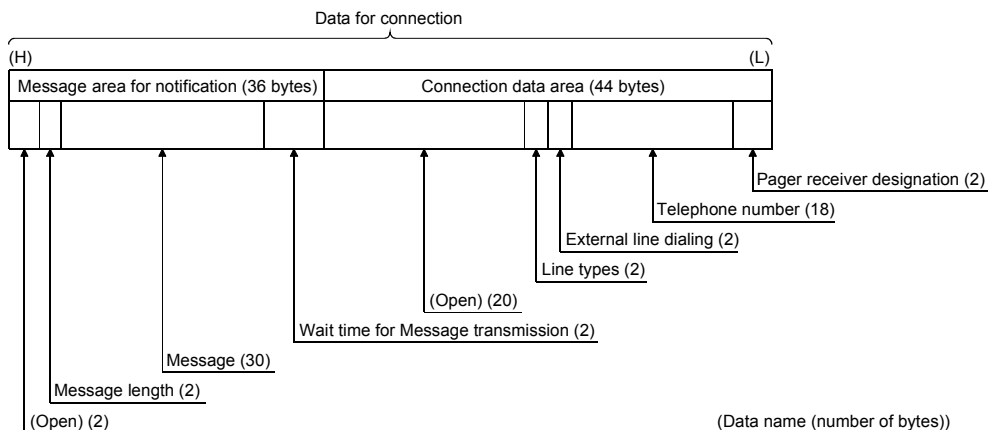 Data for connection
(H) (L)
Message area for notification (36 bytes) Connection data area (44 bytes)
Pager receiver designation (2)
Telephone number (18)
External line dialing (2)
Line types (2)
(Open) (20)
Wait time for Message transmission (2)
Message (30)
Message length (2)
(Open) (2) (Data name (number of bytes))